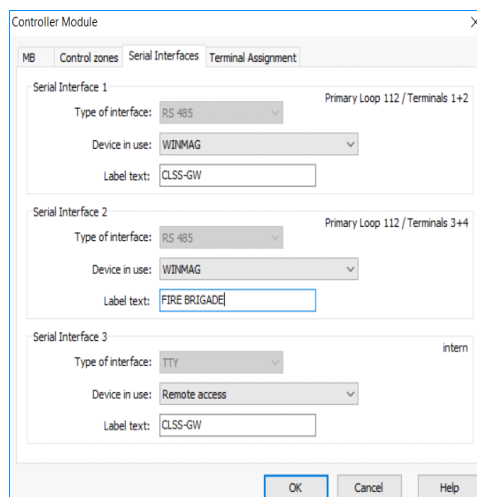 Controller Module
MB Control zones Serial Interfaces Terminal Assignment
Serial Interface 1
Primary Loop 112 / Terminals 1+2
Type of interface: RS 485
Device in use: WINMAG
Label text: CLSS-GW
Serial Interface 2
Primary Loop 112 / Terminals 3+4
Type of interface: RS 485
Device in use: WINMAG
Label text: FIRE BRIGADE
Serial Interface 3
intern
Type of interface: TTY
Device in use: Remote access
Label text: CLSS-GW
OK Cancel Help